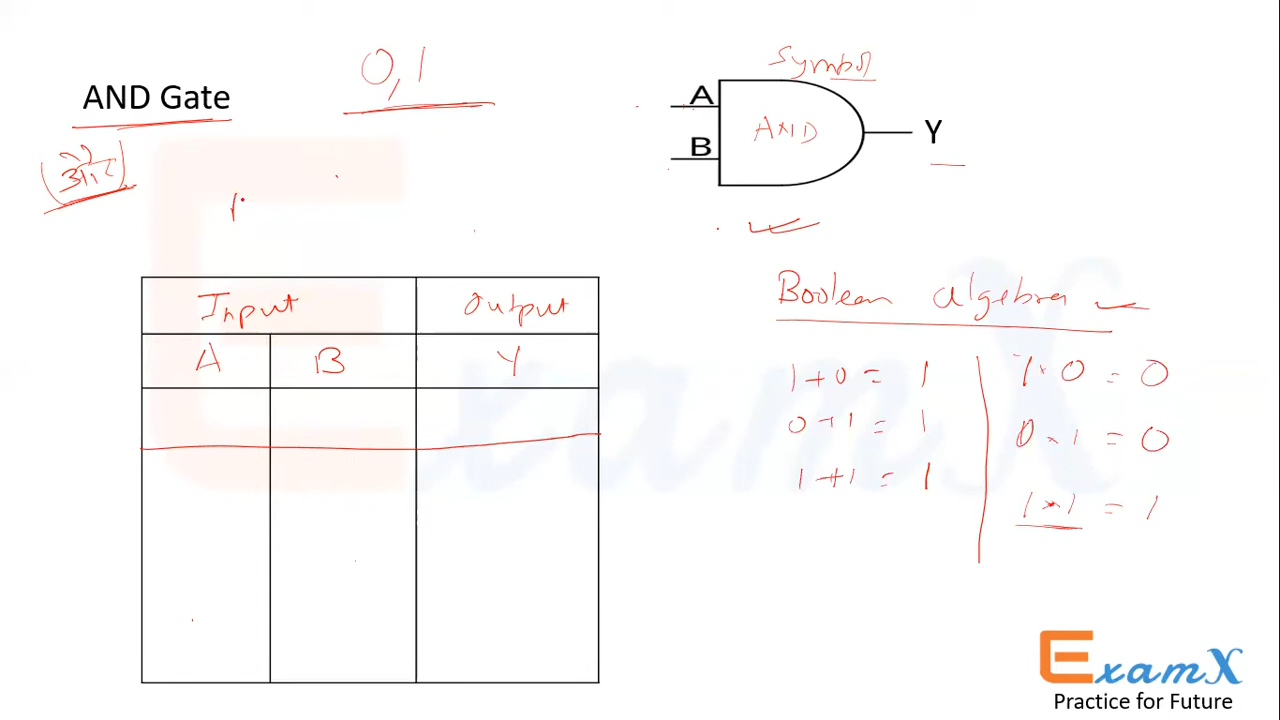 0,1
Symbol
AND Gate
A
AND
Y
B
(और)
Input Output
A B Y
Boolean algebra
1+0 = 1
0+1 = 1
1+1 = 1
1×0 = 0
0×1 = 0
1×1 = 1
ExamX
ExamX
Practice for Future